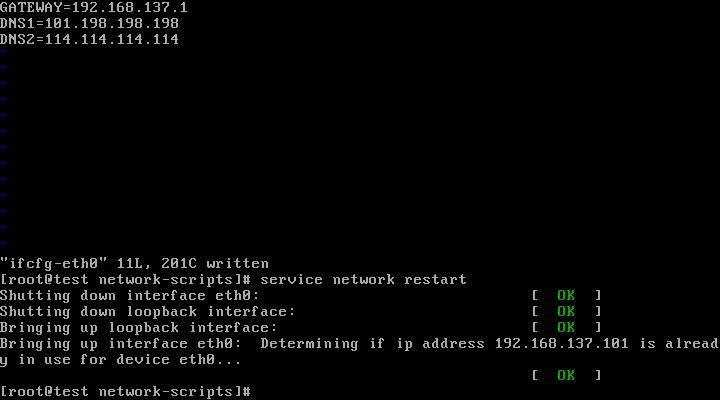 GATEWAY=192.168.137.1
DNS1=101.198.198.198
DNS2=114.114.114.114
~
~
~
~
~
~
~
~
~
~
~
~
~
"ifcfg-eth0" 11L, 201C written
[root@test network-scripts]# service network restart
Shutting down interface eth0:                              [  OK  ]
Shutting down loopback interface:                          [  OK  ]
Bringing up loopback interface:                            [  OK  ]
Bringing up interface eth0:  Determining if ip address 192.168.137.101 is alread
y in use for device eth0...
                                                           [  OK  ]
[root@test network-scripts]#